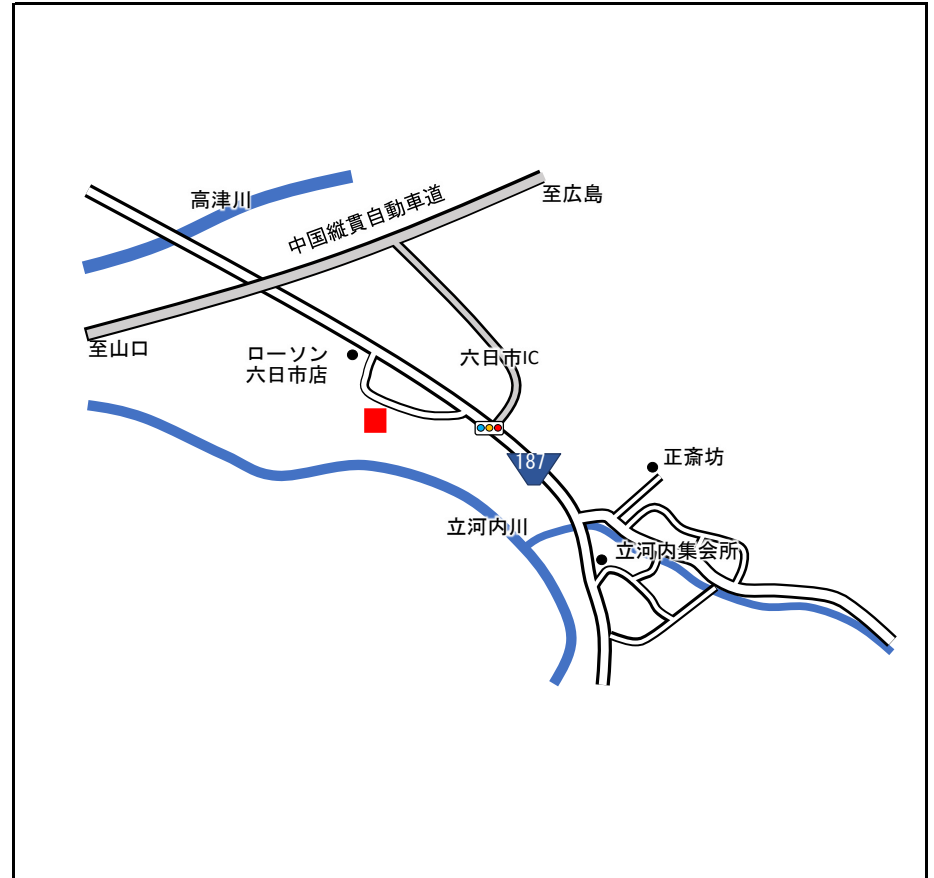 高津川
中国縦貫自動車道
至広島
至山口
ローソン
六日市店
六日市IC
187
正斎坊
立河内川
立河内集会所